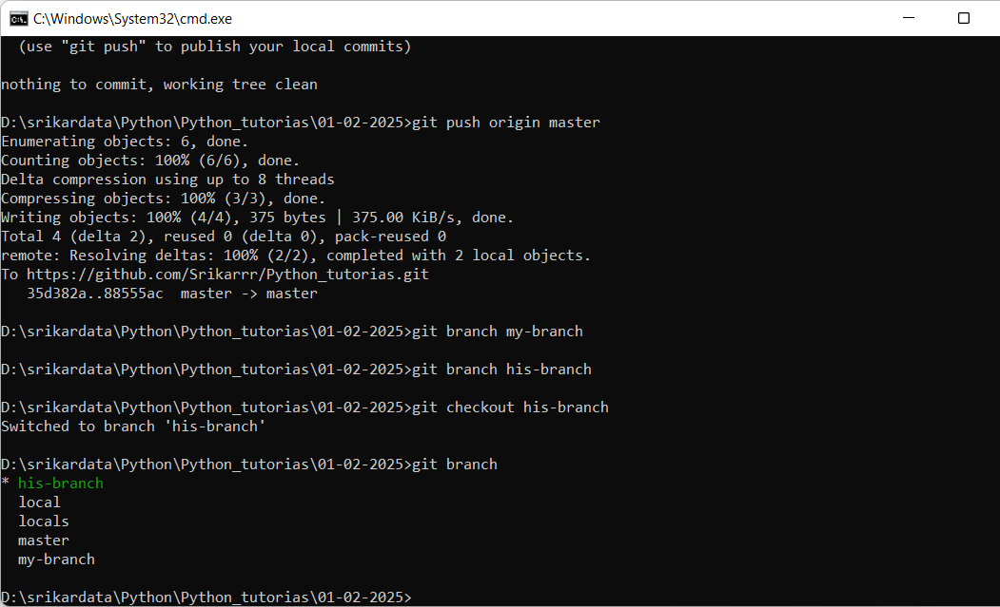 C:\Windows\System32\cmd.exe
(use "git push" to publish your local commits)
nothing to commit, working tree clean
D:\srikardata\Python\Python_tutorias\01-02-2025>git push origin master
Enumerating objects: 6, done.
Counting objects: 100% (6/6), done.
Delta compression using up to 8 threads
Compressing objects: 100% (3/3), done.
Writing objects: 100% (4/4), 375 bytes | 375.00 KiB/s, done.
Total 4 (delta 2), reused 0 (delta 0), pack-reused 0
remote: Resolving deltas: 100% (2/2), completed with 2 local objects.
To https://github.com/Srikarrr/Python_tutorias.git
35d382a..88555ac  master -> master
D:\srikardata\Python\Python_tutorias\01-02-2025>git branch my-branch
D:\srikardata\Python\Python_tutorias\01-02-2025>git branch his-branch
D:\srikardata\Python\Python_tutorias\01-02-2025>git checkout his-branch
Switched to branch 'his-branch'
D:\srikardata\Python\Python_tutorias\01-02-2025>git branch
* his-branch
local
locals
master
my-branch
D:\srikardata\Python\Python_tutorias\01-02-2025>